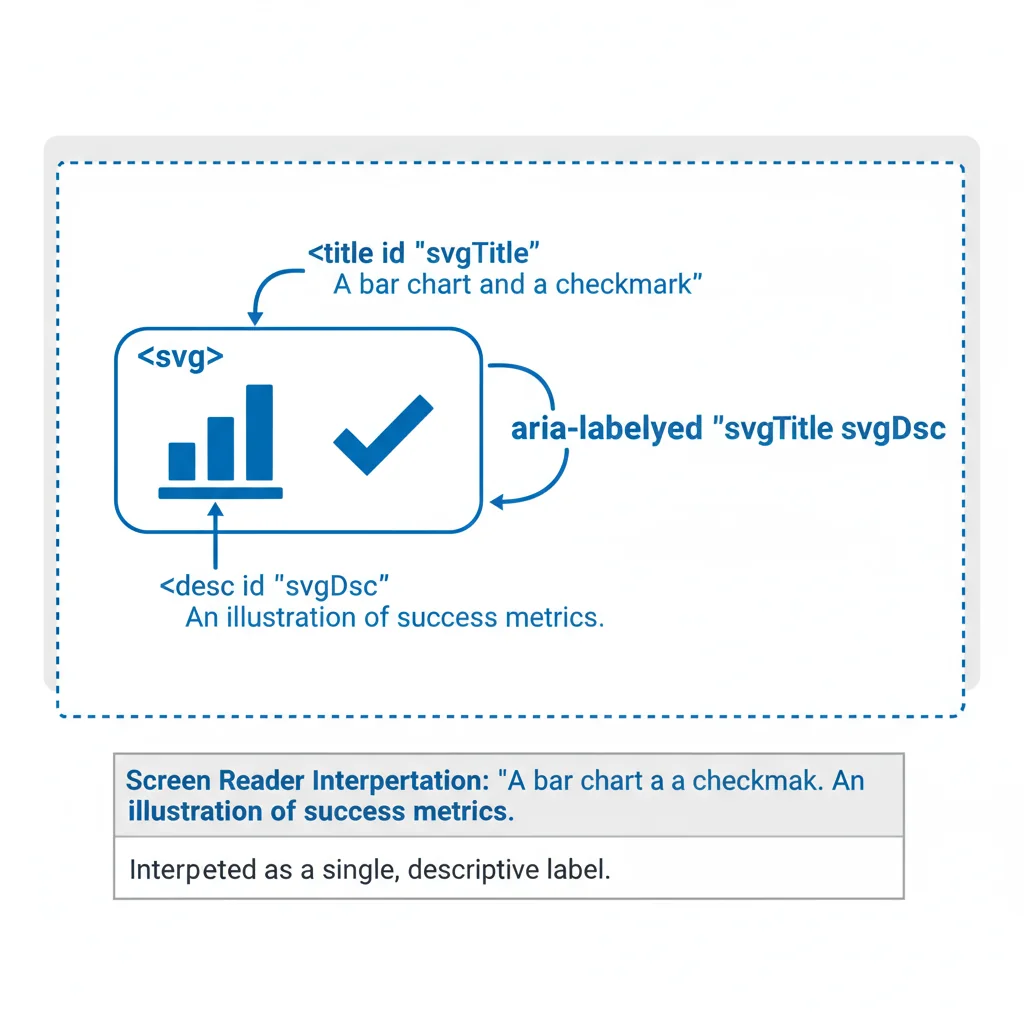 <title id "svgTitle”
A bar chart and a checkmark”
<svg>
aria-labelyed "svgTitle svgDsc
<desc id "svgDsc”
An illustration of success metrics.
Screen Reader Interpertation: "A bar chart a a checkmak. An
illustration of success metrics.
Interpeted as a single, descriptive label.